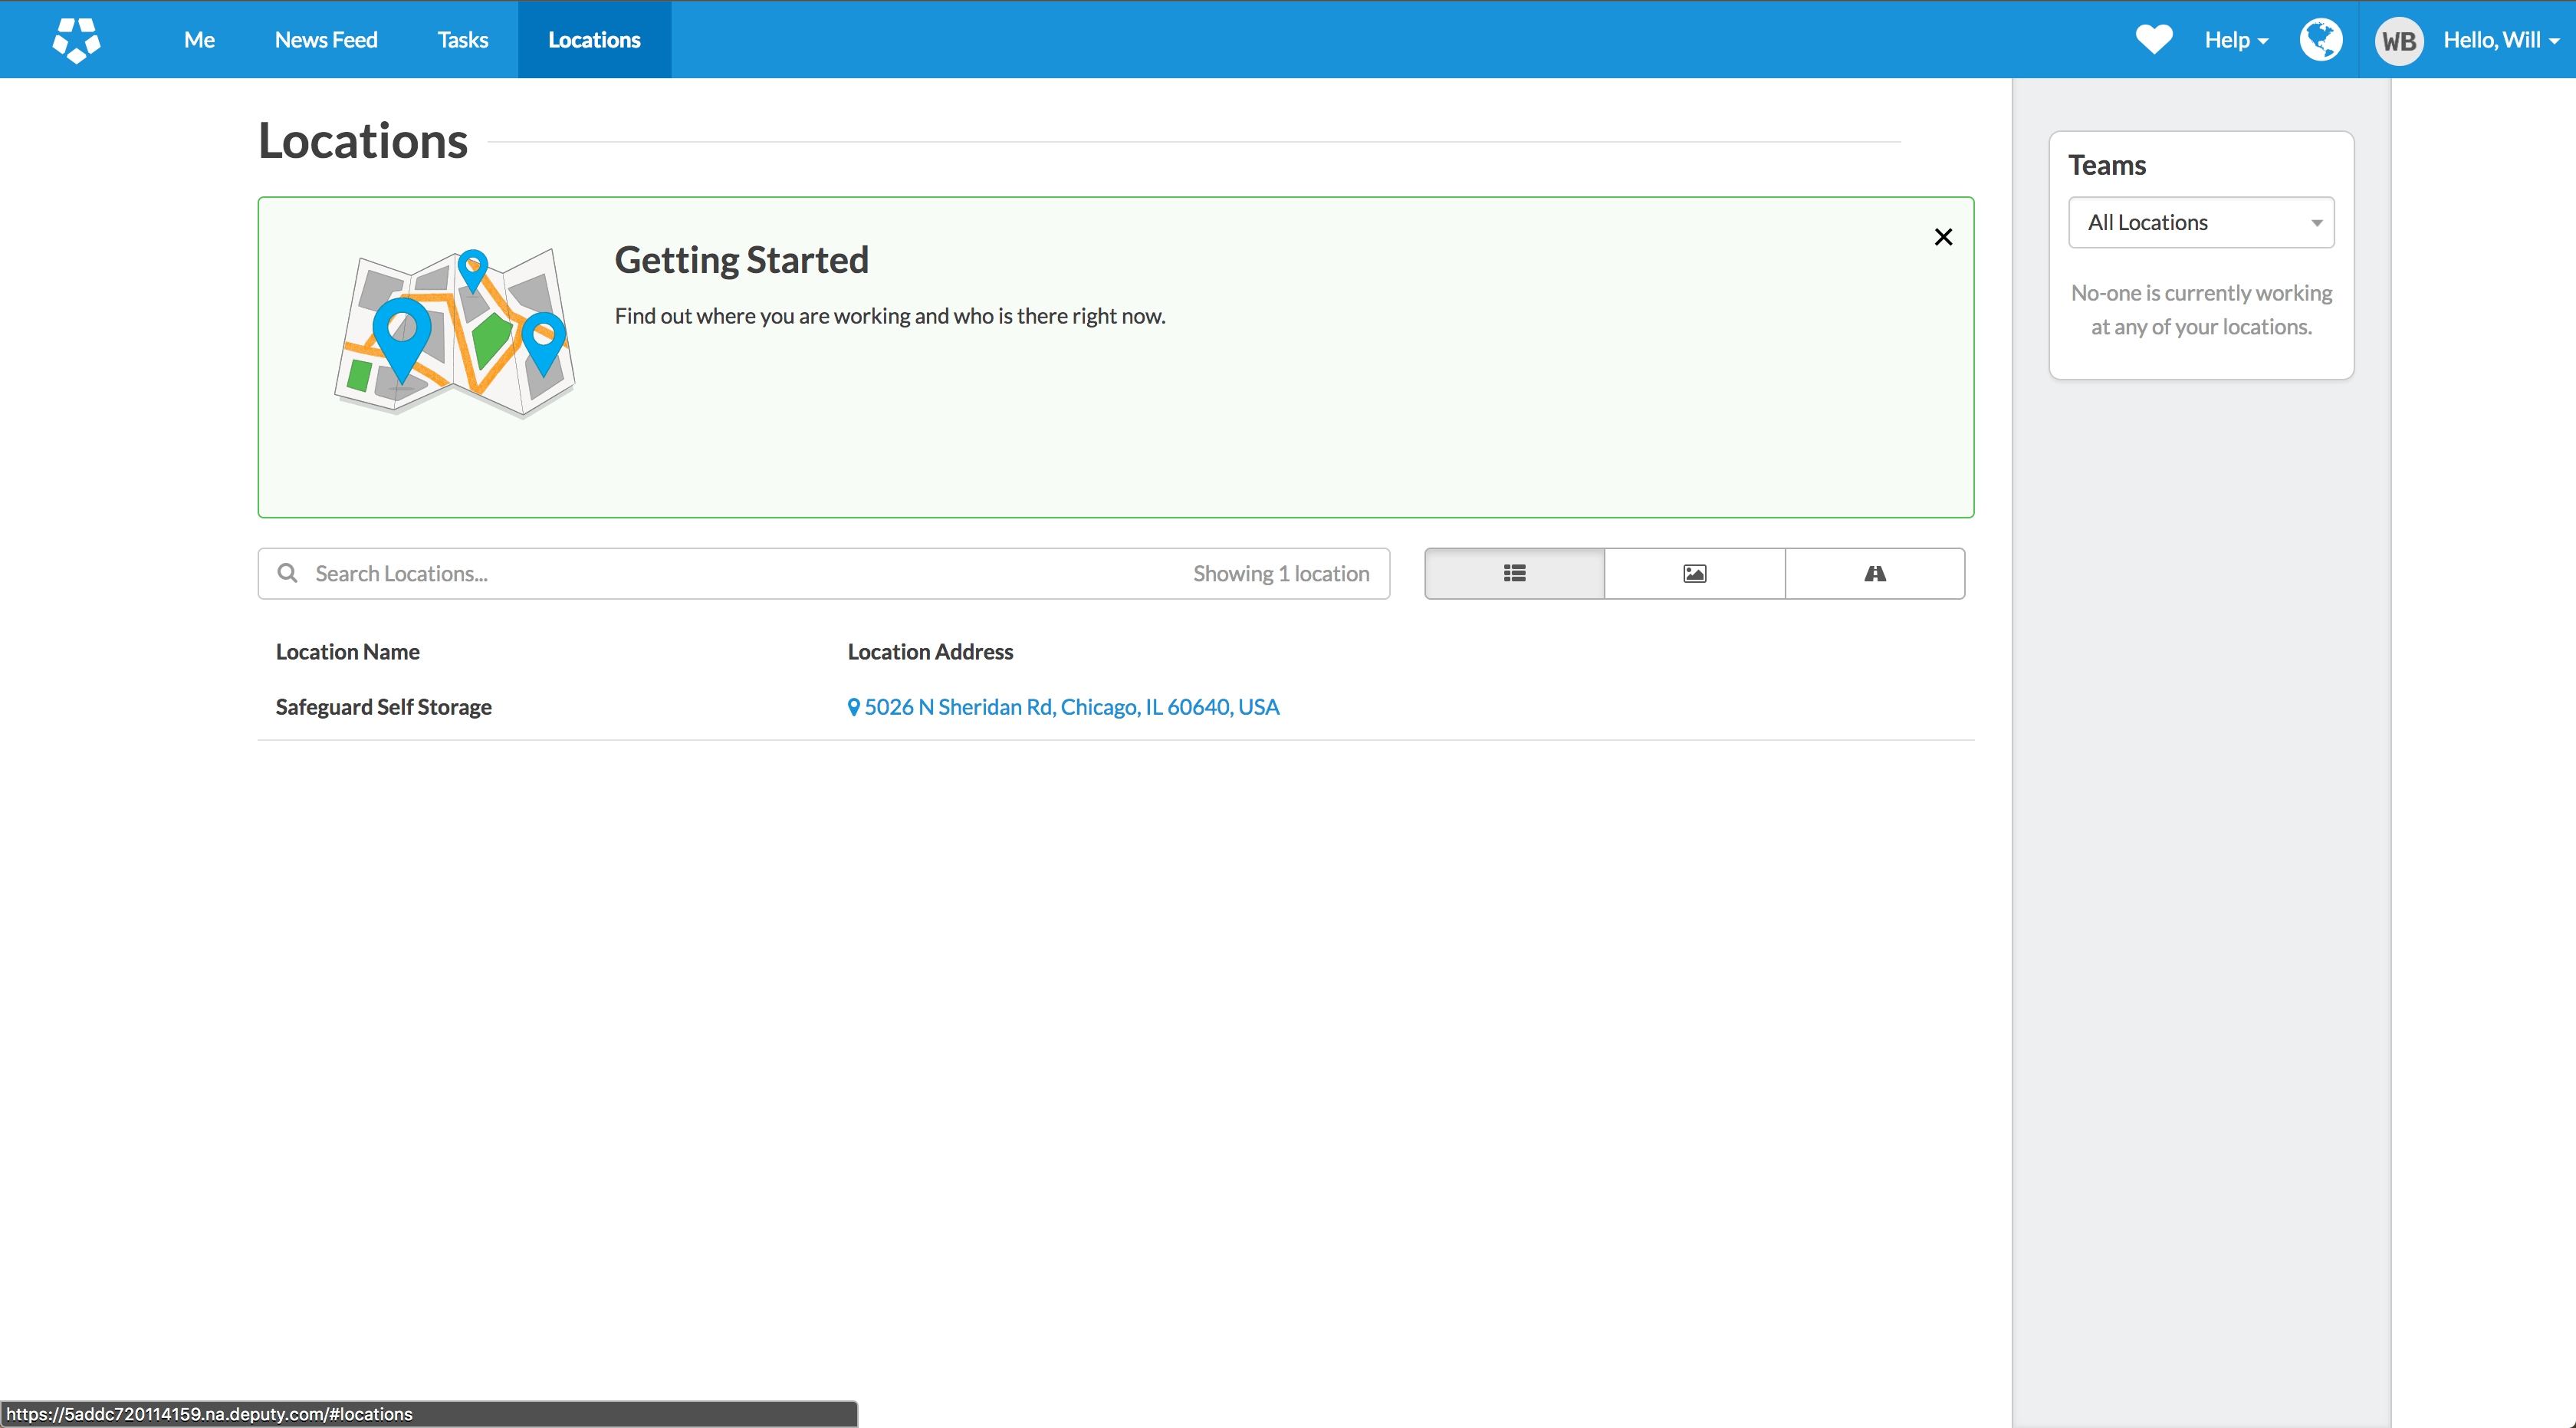 Me News Feed Tasks Locations Help WB Hello, Will
Locations
Getting Started
Find out where you are working and who is there right now.
Teams
All Locations
No-one is currently working
at any of your locations.
Search Locations... Showing 1 location
Location Name Location Address
Safeguard Self Storage 5026 N Sheridan Rd, Chicago, IL 60640, USA
https://5addc720114159.na.deputy.com/#locations